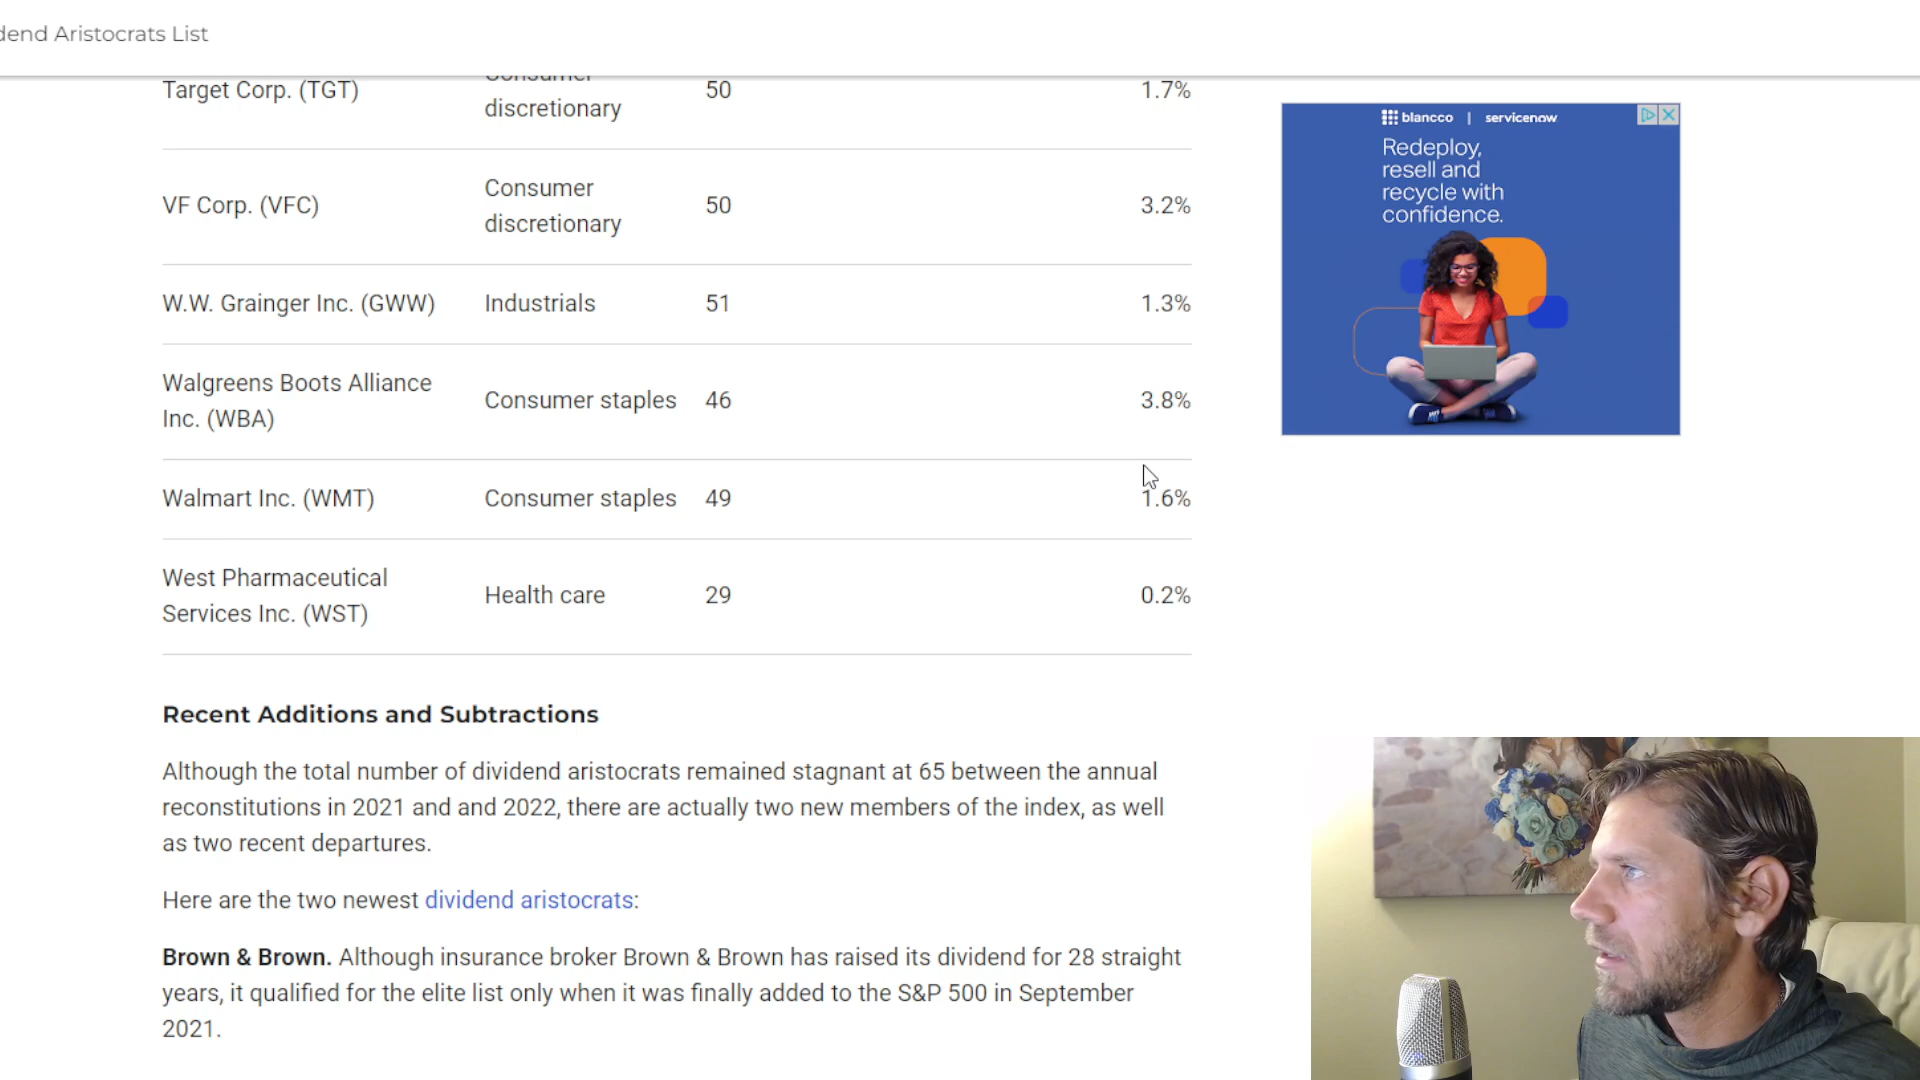 dend Aristocrats List
Target Corp. (TGT) Consumer discretionary 50 1.7%
VF Corp. (VFC) Consumer discretionary 50 3.2%
W.W. Grainger Inc. (GWW) Industrials 51 1.3%
Walgreens Boots Alliance Inc. (WBA) Consumer staples 46 3.8%
Walmart Inc. (WMT) Consumer staples 49 1.6%
West Pharmaceutical Services Inc. (WST) Health care 29 0.2%
Recent Additions and Subtractions
Although the total number of dividend aristocrats remained stagnant at 65 between the annual
reconstitutions in 2021 and and 2022, there are actually two new members of the index, as well
as two recent departures.
Here are the two newest dividend aristocrats:
Brown & Brown. Although insurance broker Brown & Brown has raised its dividend for 28 straight
years, it qualified for the elite list only when it was finally added to the S&P 500 in September
2021.
blancco | servicenow
Redeploy,
resell and
recycle with
confidence.